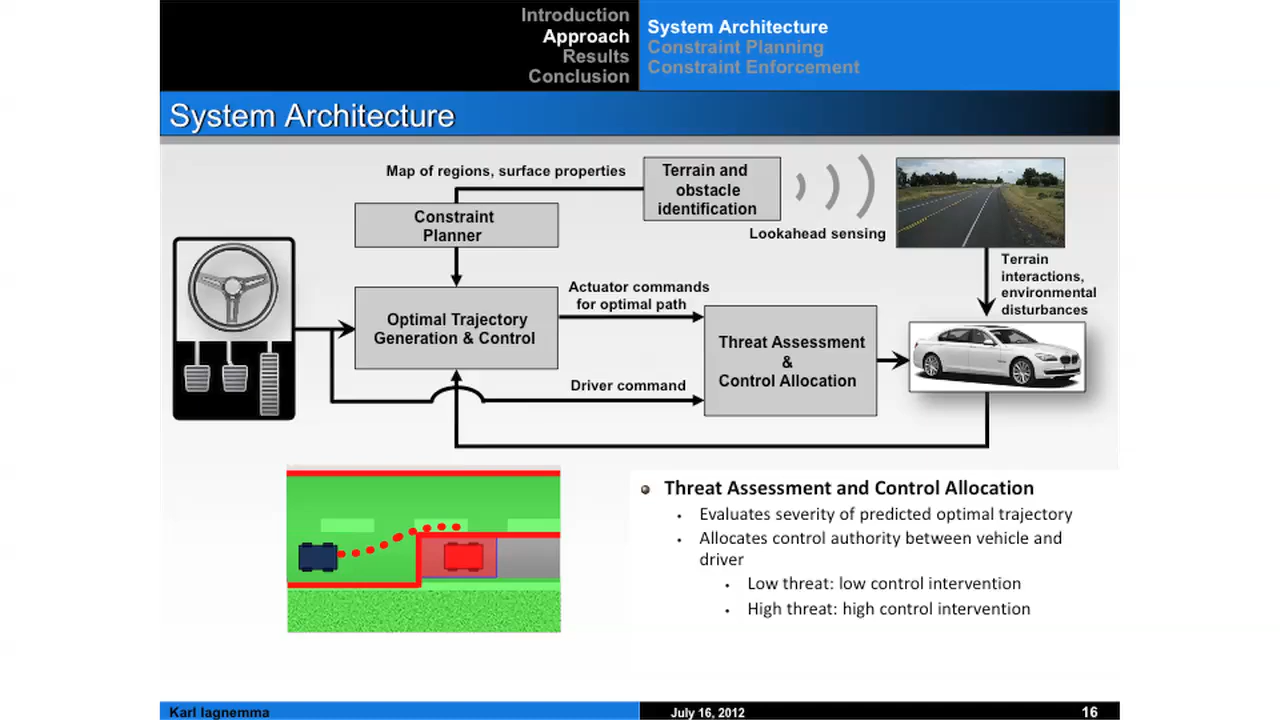 Introduction
Approach
Results
Conclusion
System Architecture
Constraint Planning
Constraint Enforcement
System Architecture
Map of regions, surface properties
Terrain and
obstacle
identification
Lookahead sensing
Constraint
Planner
Terrain
interactions,
environmental
disturbances
Actuator commands
for optimal path
Optimal Trajectory
Generation & Control
Threat Assessment
&
Control Allocation
Driver command
Threat Assessment and Control Allocation
Evaluates severity of predicted optimal trajectory
Allocates control authority between vehicle and
driver
Low threat: low control intervention
High threat: high control intervention
Karl Iagnemma
July 16, 2012
16